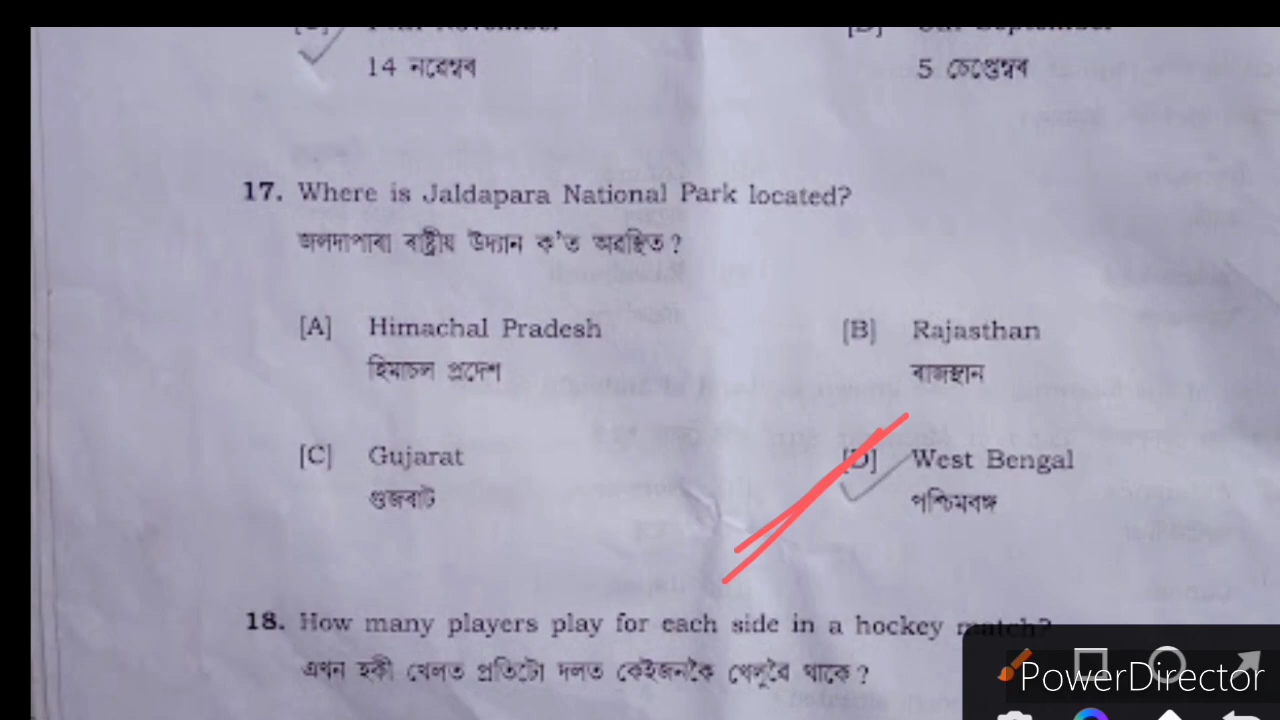 14 নৱেম্বৰ
5 চেপ্তেম্বৰ
17. Where is Jaldapara National Park located?
জলদাপাৰা ৰাষ্ট্ৰীয় উদ্যান ক'ত অৱস্থিত ?
[A] Himachal Pradesh
হিমাচল প্ৰদেশ
[B] Rajasthan
ৰাজস্থান
[C] Gujarat
গুজৰাট
[D] West Bengal
পশ্চিমবঙ্গ
18. How many players play for each side in a hockey match?
এখন হকী খেলত প্ৰতিটো দলত কেইজনকৈ খেলুৱৈ থাকে ?
PowerDirector